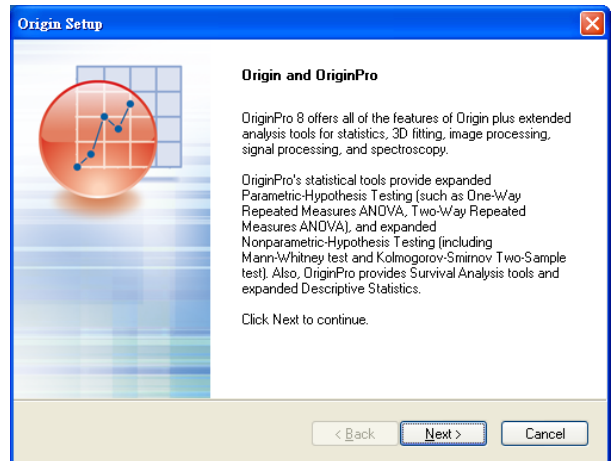 Origin Setup
Origin and OriginPro
OriginPro 8 offers all of the features of Origin plus extended
analysis tools for statistics, 3D fitting, image processing,
signal processing, and spectroscopy.
OriginPro's statistical tools provide expanded
Parametric-Hypothesis Testing (such as One-Way
Repeated Measures ANOVA, Two-Way Repeated
Measures ANOVA), and expanded
Nonparametric-Hypothesis Testing (including
Mann-Whitney test and Kolmogorov-Smirnov Two-Sample
test). Also, OriginPro provides Survival Analysis tools and
expanded Descriptive Statistics.
Click Next to continue.
< Back Next > Cancel